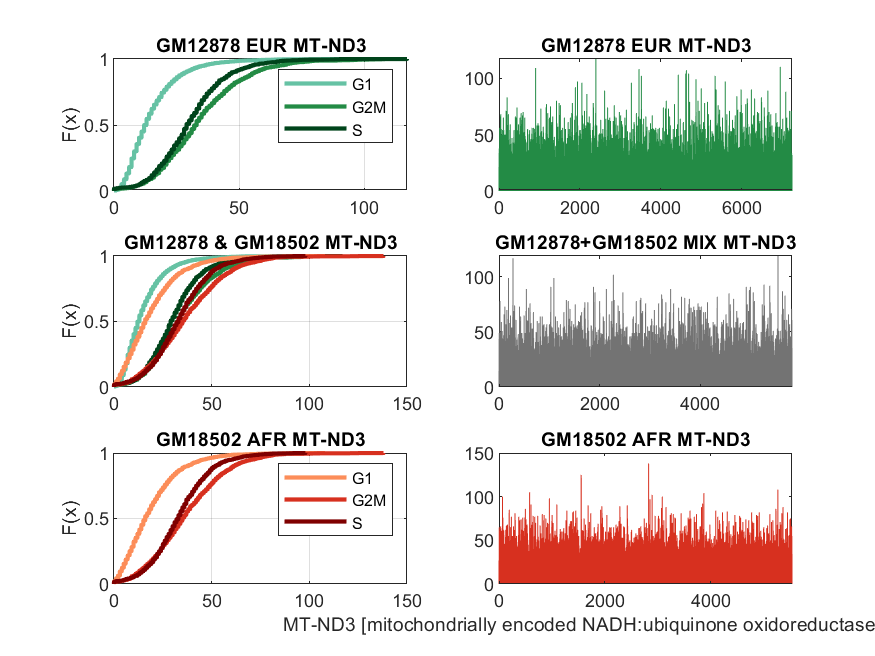 GM12878 EUR MT-ND3
F(x)
1
0.5
0
0 50 100
G1
G2M
S
GM12878 EUR MT-ND3
100
50
0
0 2000 4000 6000
GM12878 & GM18502 MT-ND3
F(x)
1
0.5
0
0 50 100 150
GM12878+GM18502 MIX MT-ND3
100
50
0
0 2000 4000
GM18502 AFR MT-ND3
F(x)
1
0.5
0
0 50 100 150
G1
G2M
S
GM18502 AFR MT-ND3
150
100
50
0
0 2000 4000
MT-ND3 [mitochondrially encoded NADH:ubiquinone oxidoreductase